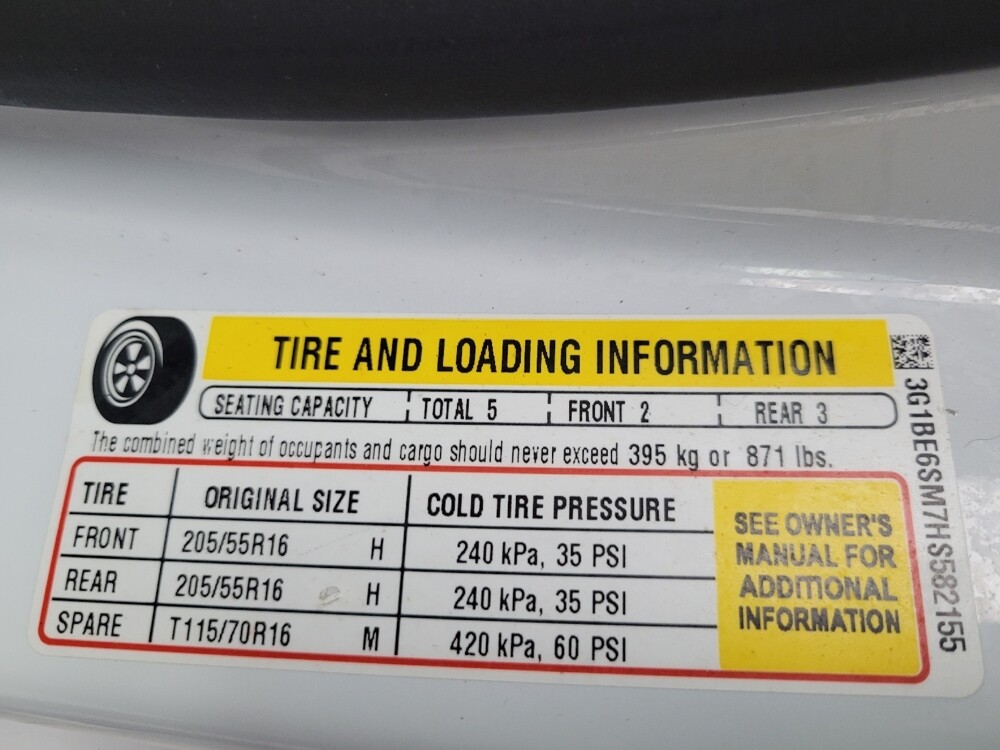 TIRE AND LOADING INFORMATION
SEATING CAPACITY TOTAL 5 FRONT 2 REAR 3
The combined weight of occupants and cargo should never exceed 395 kg or 871 lbs.
TIRE ORIGINAL SIZE COLD TIRE PRESSURE
FRONT 205/55R16 H 240 kPa, 35 PSI
REAR 205/55R16 H 240 kPa, 35 PSI
SPARE T115/70R16 M 420 kPa, 60 PSI
SEE OWNER'S
MANUAL FOR
ADDITIONAL
INFORMATION
3G1BE6SM7HS582155